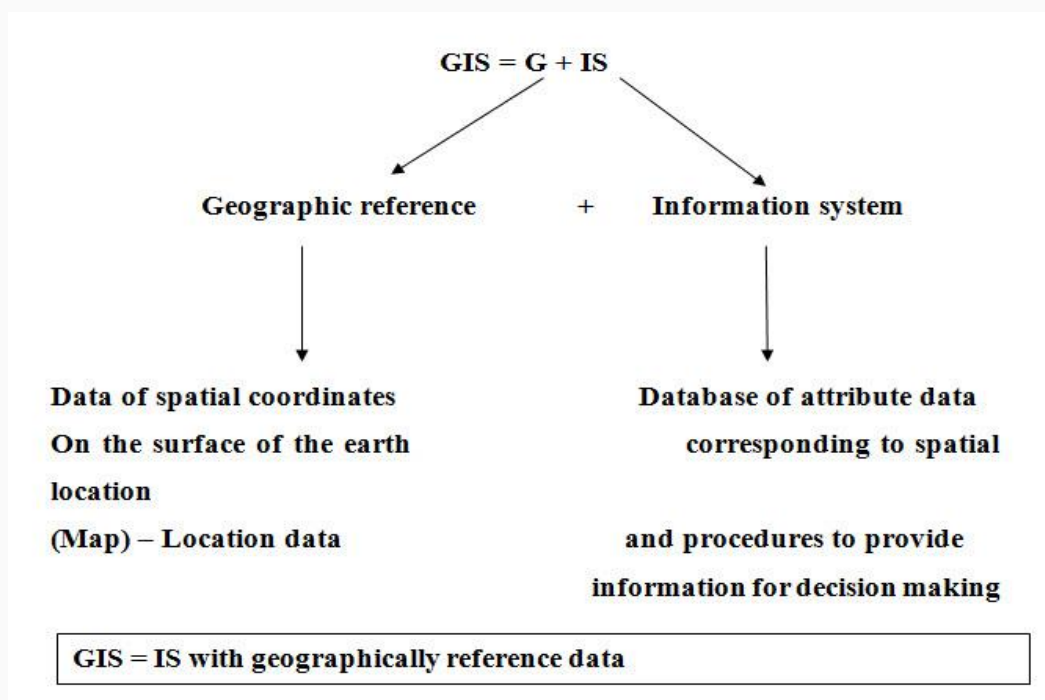 GIS = G + IS
Geographic reference + Information system
Data of spatial coordinates
On the surface of the earth
location
(Map) – Location data
Database of attribute data
corresponding to spatial
and procedures to provide
information for decision making
GIS = IS with geographically reference data